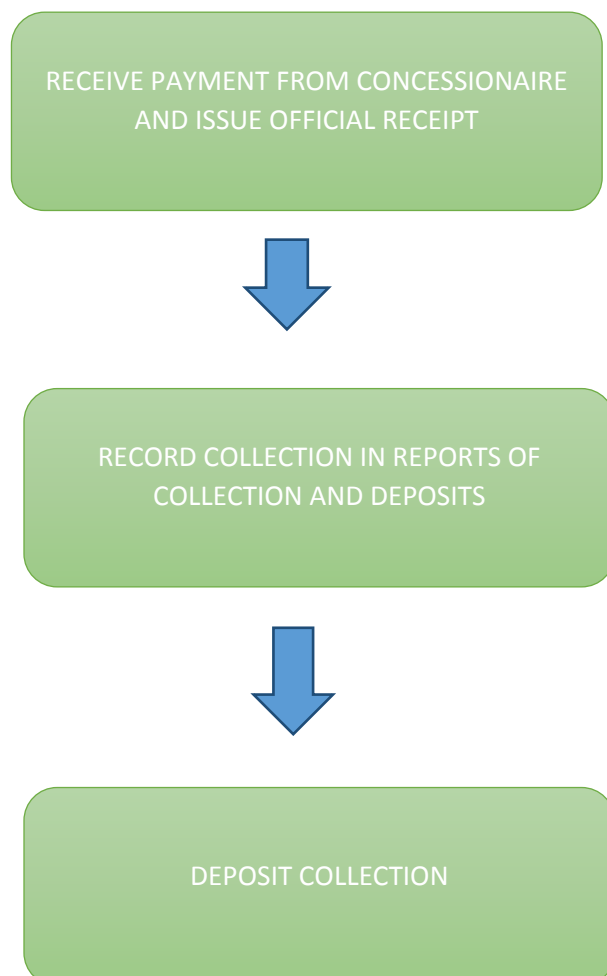 RECEIVE PAYMENT FROM CONCESSIONAIRE
AND ISSUE OFFICIAL RECEIPT
RECORD COLLECTION IN REPORTS OF
COLLECTION AND DEPOSITS
DEPOSIT COLLECTION